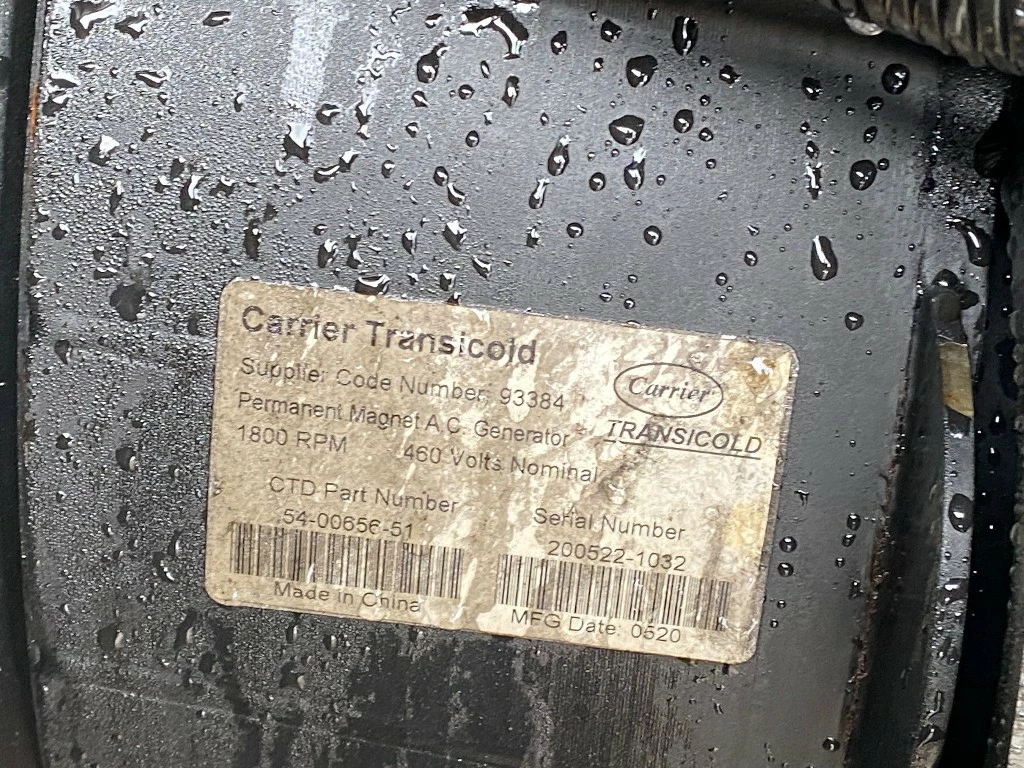 Carrier Transicold
Supplier Code Number: 93384
Permanent Magnet A.C. Generator
1800 RPM 460 Volts Nominal
Carrier
TRANSICOLD
CTD Part Number
54-00656-51
Made in China
Serial Number
200522-1032
MFG Date: 0520